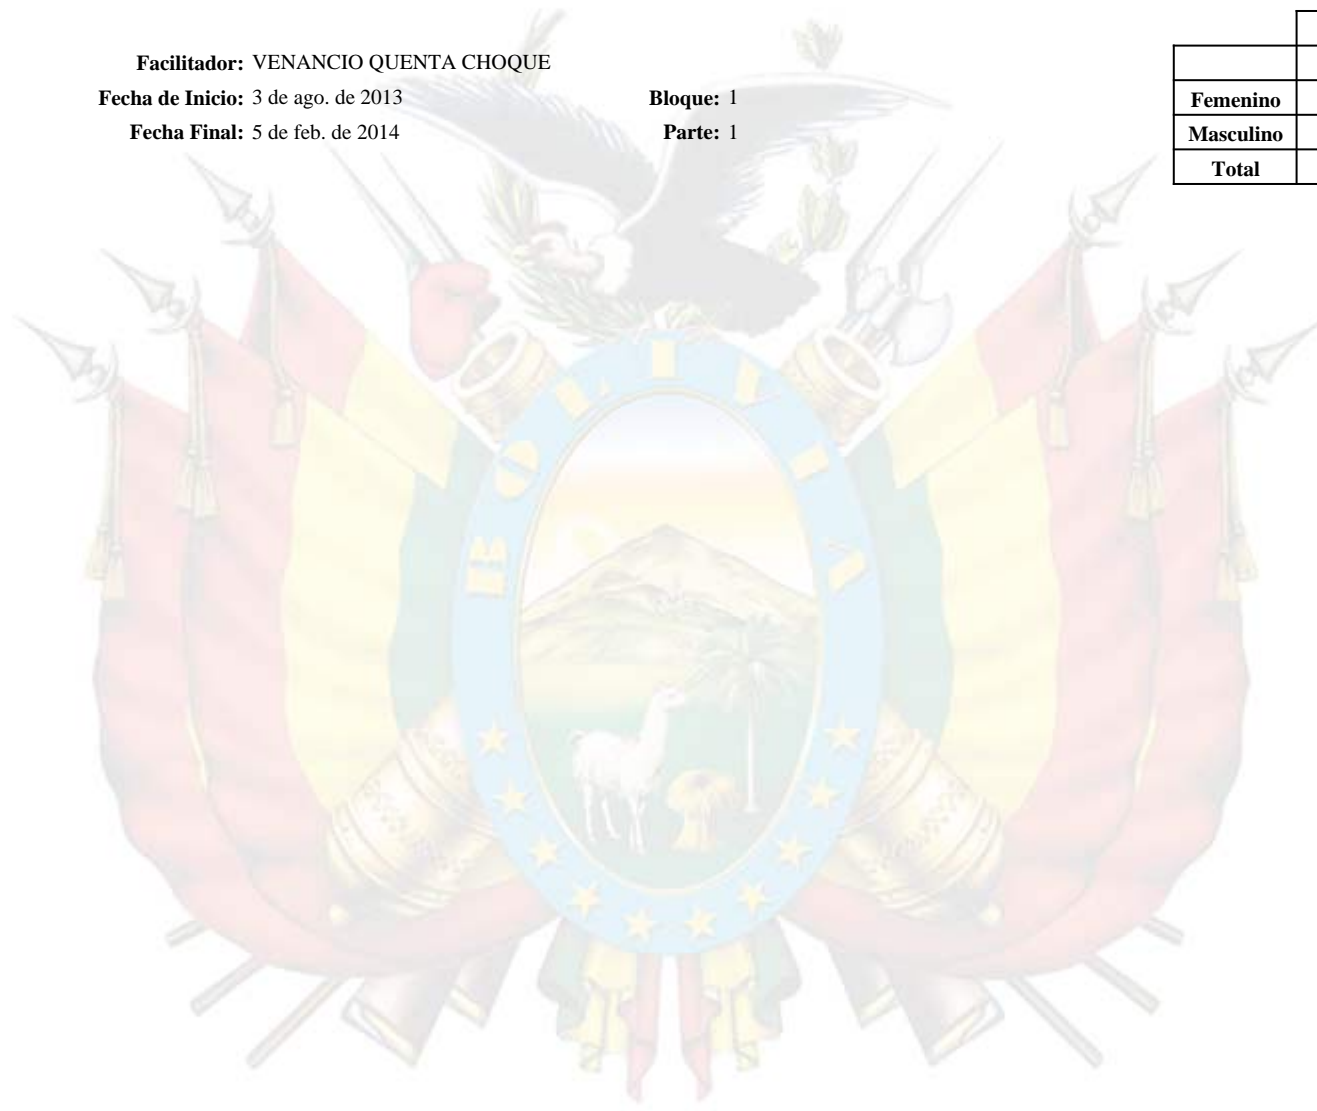 Facilitador: VENANCIO QUENTA CHOQUE
Fecha de Inicio: 3 de ago. de 2013 Bloque: 1
Fecha Final: 5 de feb. de 2014 Parte: 1
Femenino
Masculino
Total
BOLIVIA